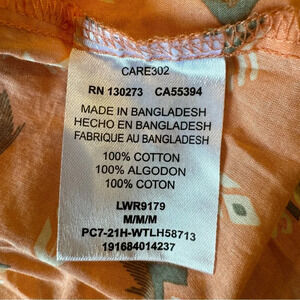 CARE302
RN 130273 CA55394
MADE IN BANGLADESH
HECHO EN BANGLADESH
FABRIQUE AU BANGLADESH
100% COTTON
100% ALGODON
100% COTON
LWR9179
M/M/M
PC7-21H-WTLH58713
191684014237